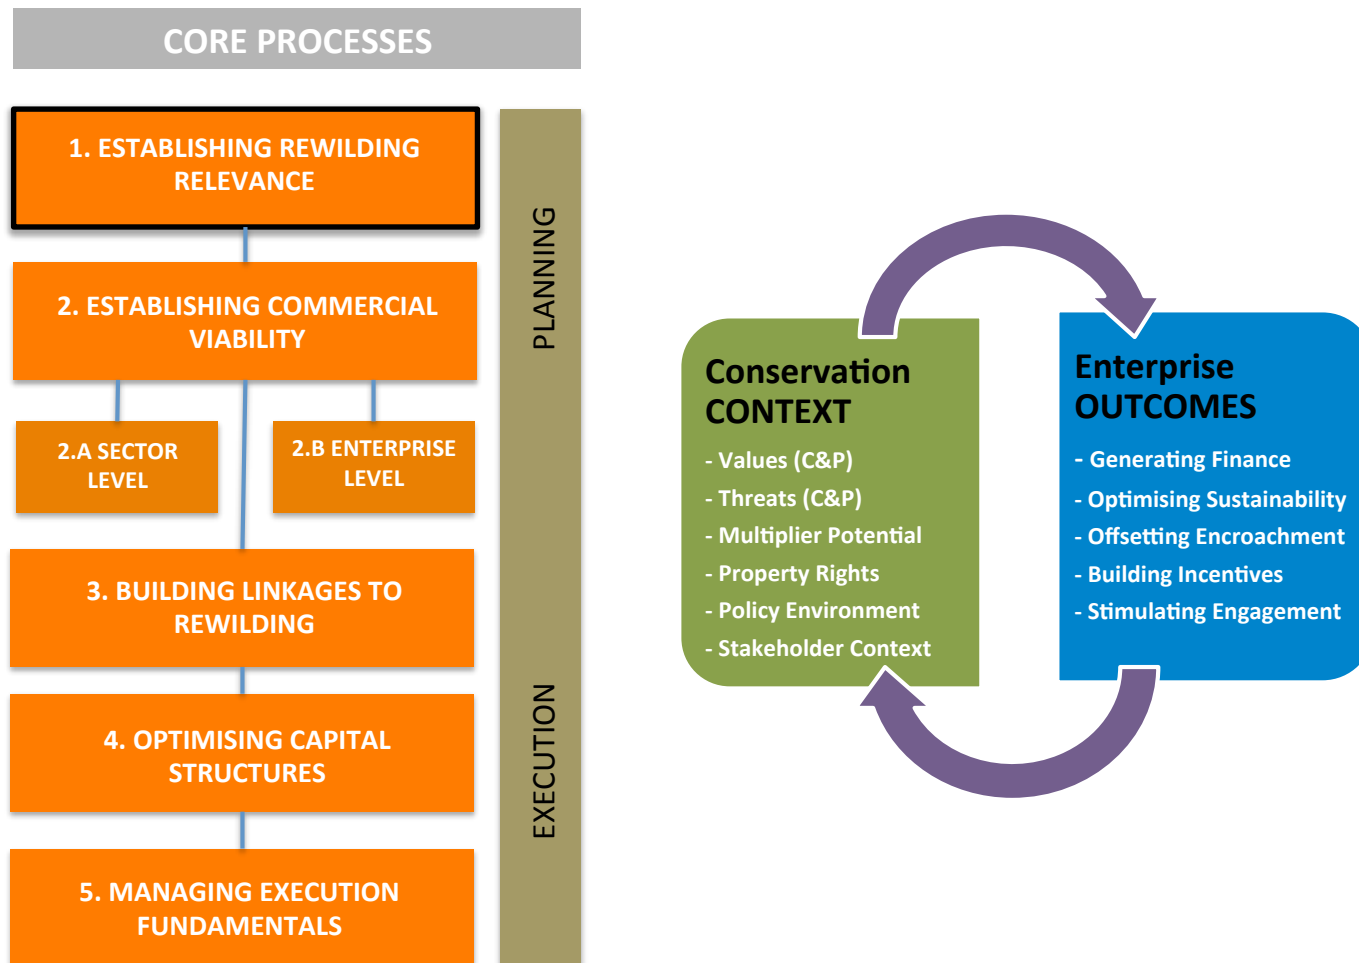 CORE PROCESSES
1. ESTABLISHING REWILDING
RELEVANCE
2. ESTABLISHING COMMERCIAL
VIABILITY
2.A SECTOR
LEVEL
2.B ENTERPRISE
LEVEL
3. BUILDING LINKAGES TO
REWILDING
4. OPTIMISING CAPITAL
STRUCTURES
5. MANAGING EXECUTION
FUNDAMENTALS
PLANNING
EXECUTION
Conservation
CONTEXT
- Values (C&P)
- Threats (C&P)
- Multiplier Potential
- Property Rights
- Policy Environment
- Stakeholder Context
Enterprise
OUTCOMES
- Generating Finance
- Optimising Sustainability
- Offsetting Encroachment
- Building Incentives
- Stimulating Engagement